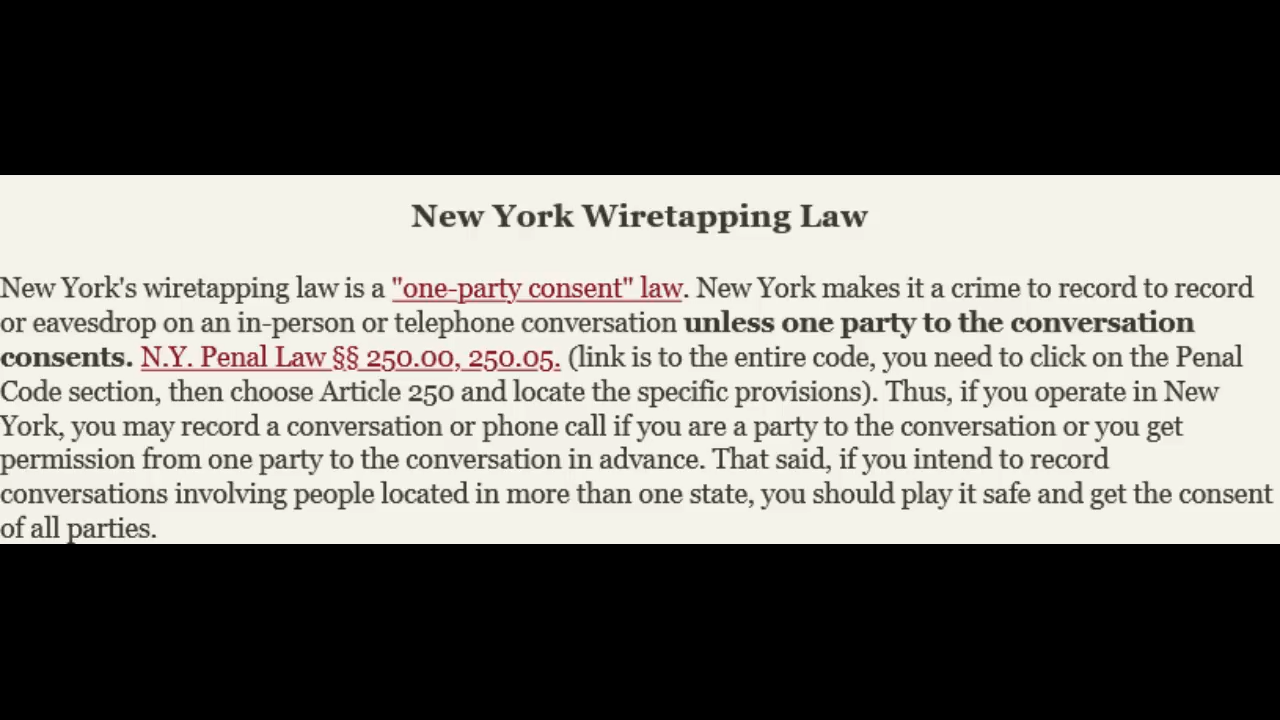 New York Wiretapping Law
New York's wiretapping law is a "one-party consent" law. New York makes it a crime to record to record
or eavesdrop on an in-person or telephone conversation unless one party to the conversation
consents. N.Y. Penal Law §§ 250.00, 250.05. (link is to the entire code, you need to click on the Penal
Code section, then choose Article 250 and locate the specific provisions). Thus, if you operate in New
York, you may record a conversation or phone call if you are a party to the conversation or you get
permission from one party to the conversation in advance. That said, if you intend to record
conversations involving people located in more than one state, you should play it safe and get the consent
of all parties.